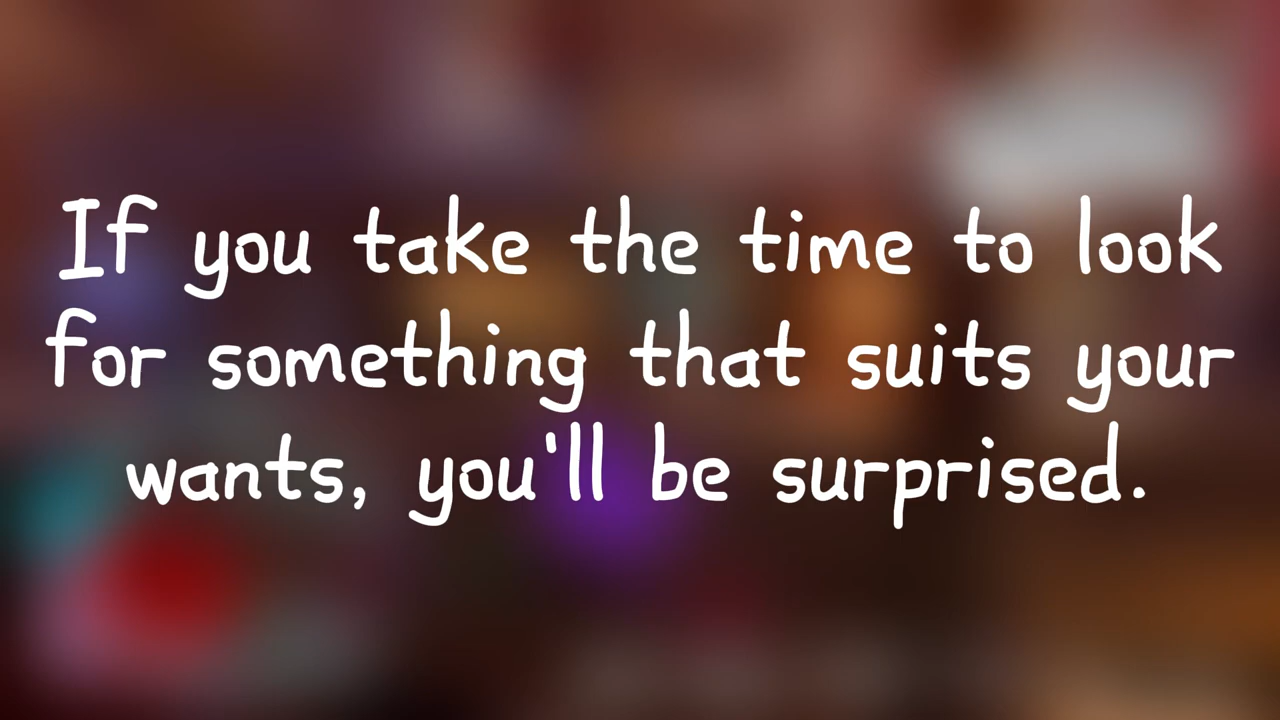 If you take the time to look
for something that suits your
wants, you'll be surprised.